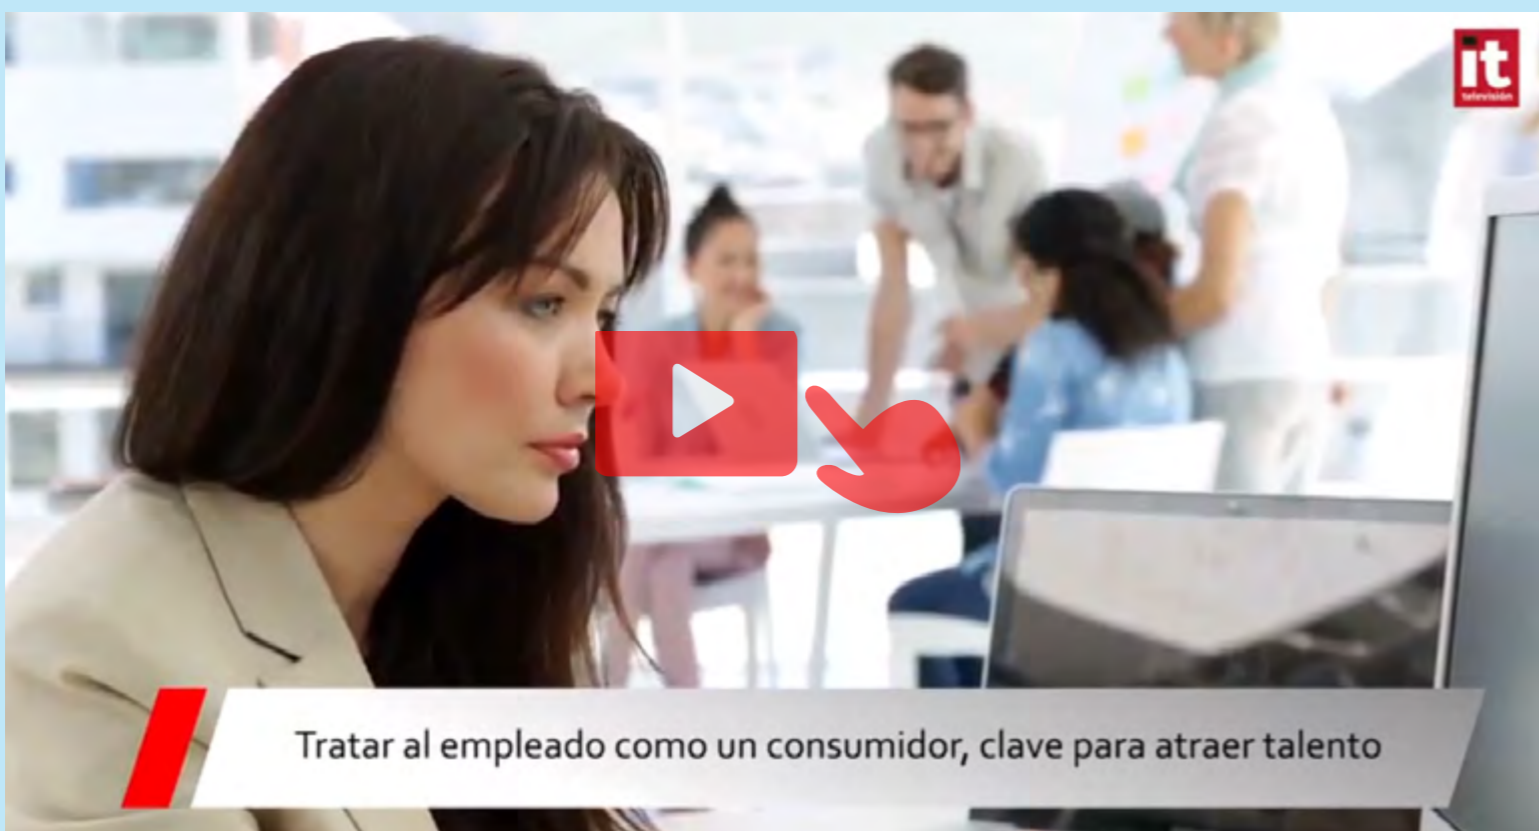 it
televisión
Tratar al empleado como un consumidor, clave para atraer talento